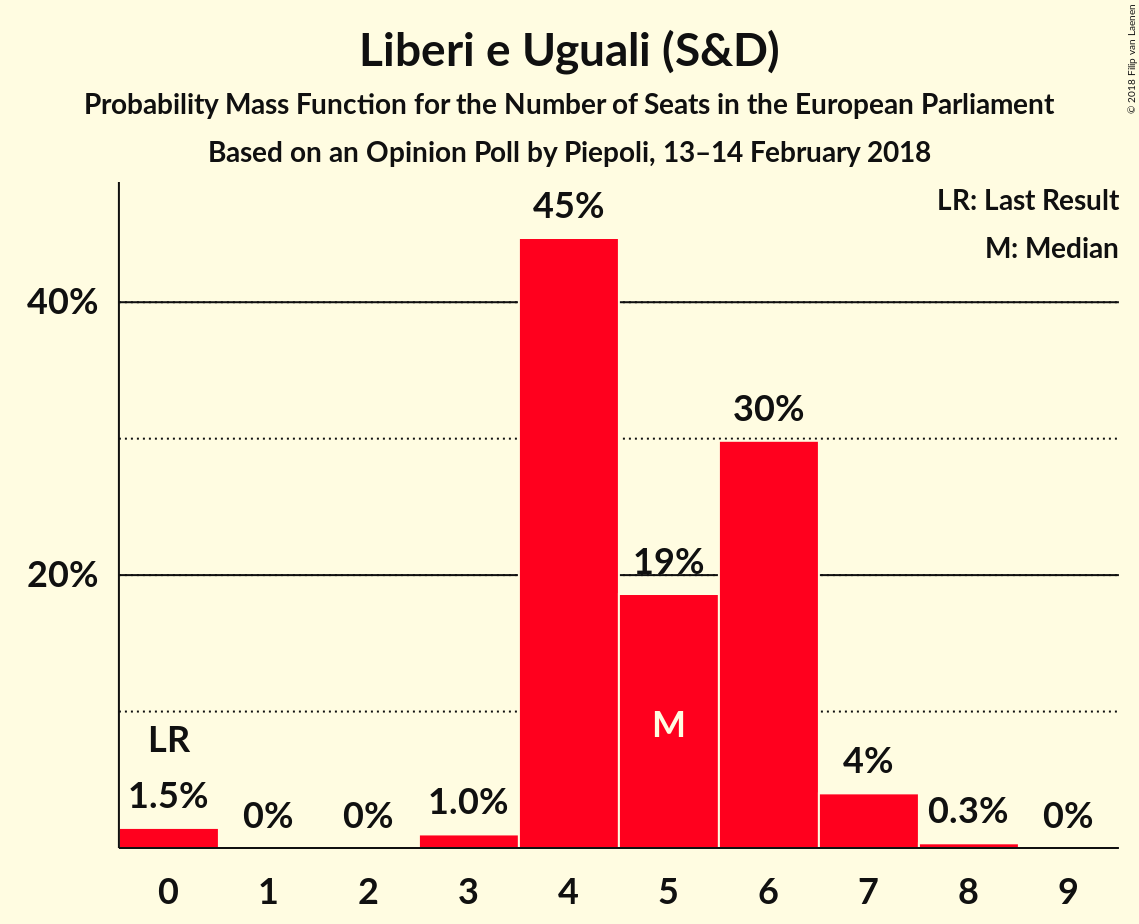 Liberi e Uguali (S&D)
Probability Mass Function for the Number of Seats in the European Parliament
Based on an Opinion Poll by Piepoli, 13–14 February 2018
© 2018 Filip van Laenen
LR: Last Result
M: Median
45%
40%
30%
19%
20%
M
LR
4%
1.5%
0%
0%
1.0%
0.3%
0%
0 1 2 3 4 5 6 7 8 9